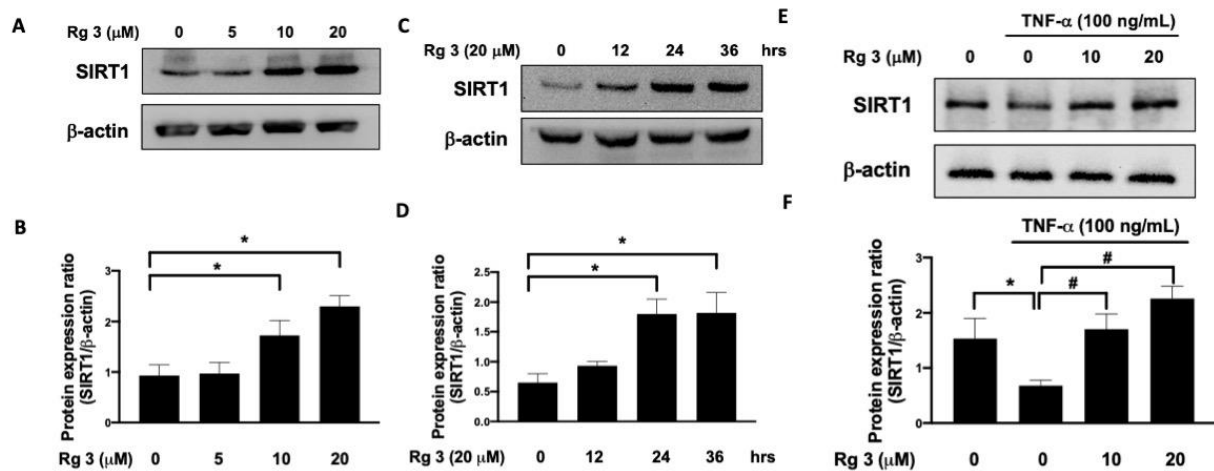 A
Rg 3 (μM) 0 5 10 20
SIRT1
β-actin
B
Protein expression ratio
(SIRT1/β-actin)
3
2
1
0
*
*
Rg 3 (μM) 0 5 10 20
C
Rg 3 (20 μM) 0 12 24 36 hrs
SIRT1
β-actin
D
Protein expression ratio
(SIRT1/β-actin)
2.5
2.0
1.5
1.0
0.5
0.0
*
*
Rg 3 (20 μM) 0 12 24 36 hrs
E
TNF-α (100 ng/mL)
Rg 3 (μM) 0 0 10 20
SIRT1
β-actin
F
TNF-α (100 ng/mL)
Protein expression ratio
(SIRT1/β-actin)
3
2
1
0
#
* #
Rg 3 (μM) 0 0 10 20